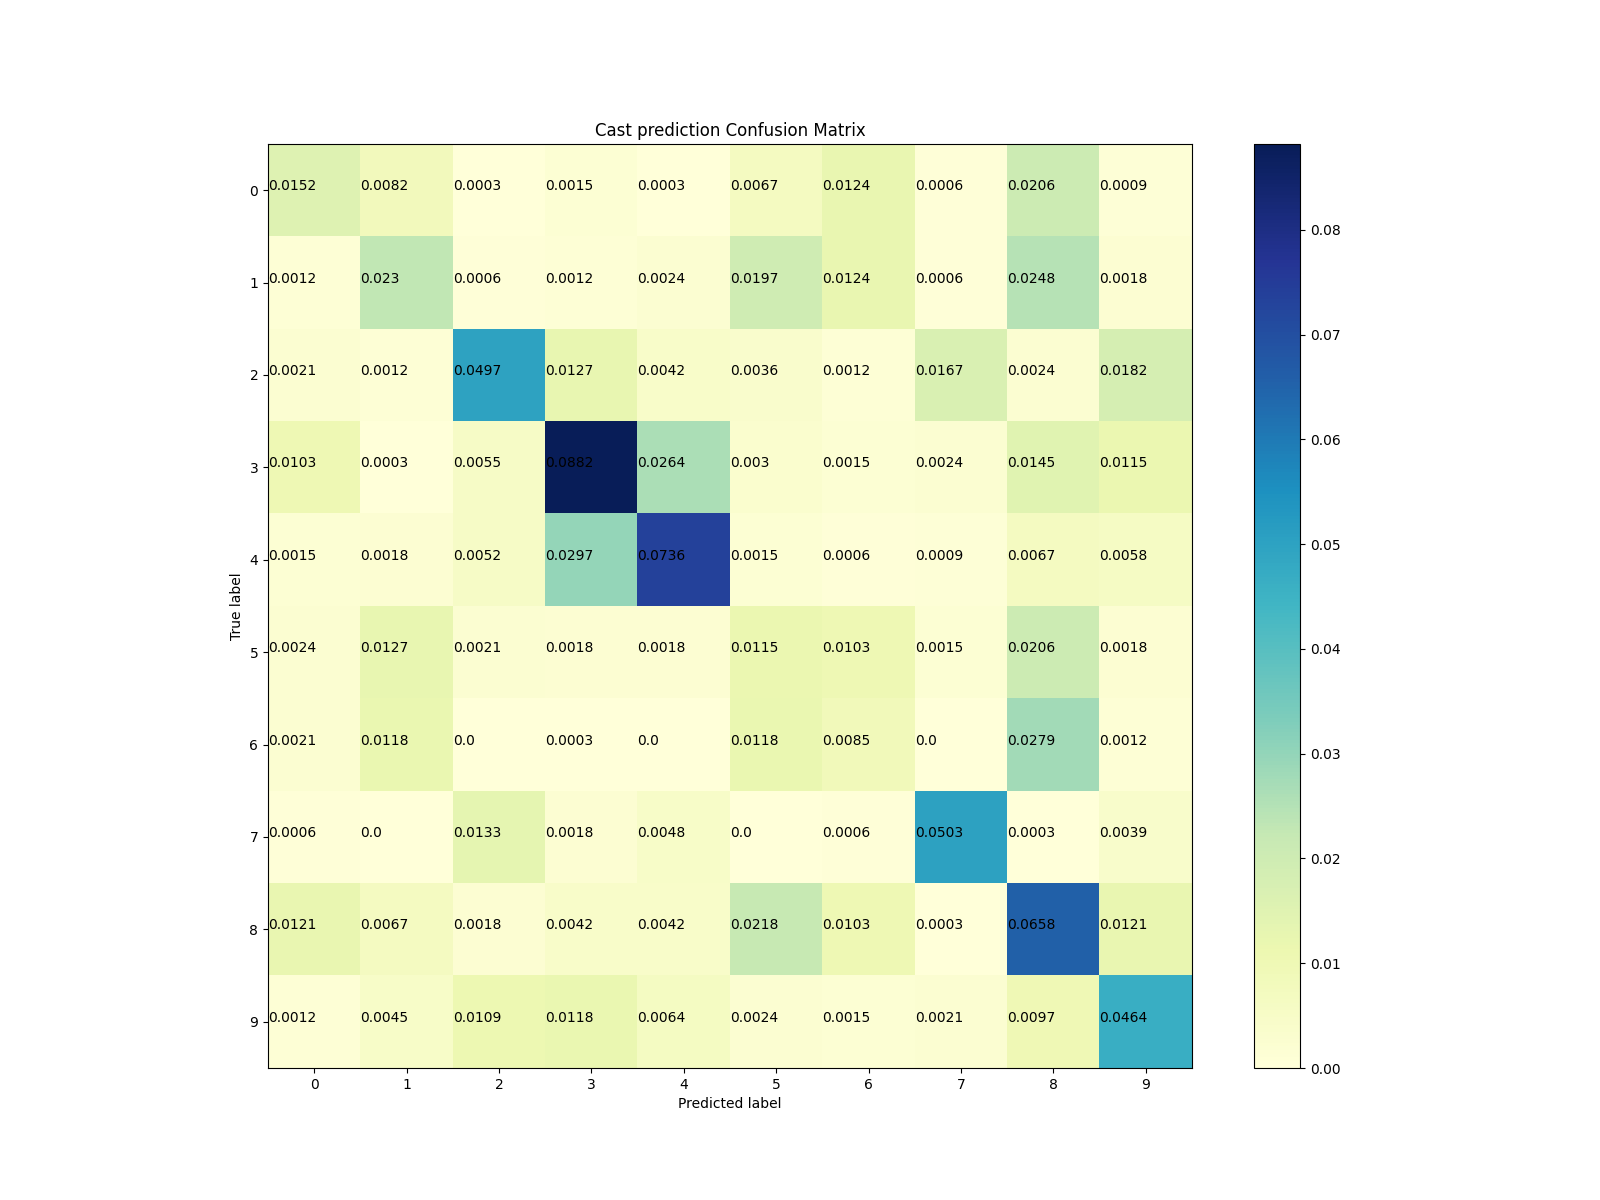 Cast prediction Confusion Matrix
0 0.0152 0.0082 0.0003 0.0015 0.0003 0.0067 0.0124 0.0006 0.0206 0.0009
1 0.0012 0.023 0.0006 0.0012 0.0024 0.0197 0.0124 0.0006 0.0248 0.0018
2 0.0021 0.0012 0.0497 0.0127 0.0042 0.0036 0.0012 0.0167 0.0024 0.0182
3 0.0103 0.0003 0.0055 0.0882 0.0264 0.003 0.0015 0.0024 0.0145 0.0115
4 0.0015 0.0018 0.0052 0.0297 0.0736 0.0015 0.0006 0.0009 0.0067 0.0058
5 0.0024 0.0127 0.0021 0.0018 0.0018 0.0115 0.0103 0.0015 0.0206 0.0018
6 0.0021 0.0118 0.0 0.0003 0.0 0.0118 0.0085 0.0 0.0279 0.0012
7 0.0006 0.0 0.0133 0.0018 0.0048 0.0 0.0006 0.0503 0.0003 0.0039
8 0.0121 0.0067 0.0018 0.0042 0.0042 0.0218 0.0103 0.0003 0.0658 0.0121
9 0.0012 0.0045 0.0109 0.0118 0.0064 0.0024 0.0015 0.0021 0.0097 0.0464
True label
0 1 2 3 4 5 6 7 8 9
Predicted label
0.08
0.07
0.06
0.05
0.04
0.03
0.02
0.01
0.00